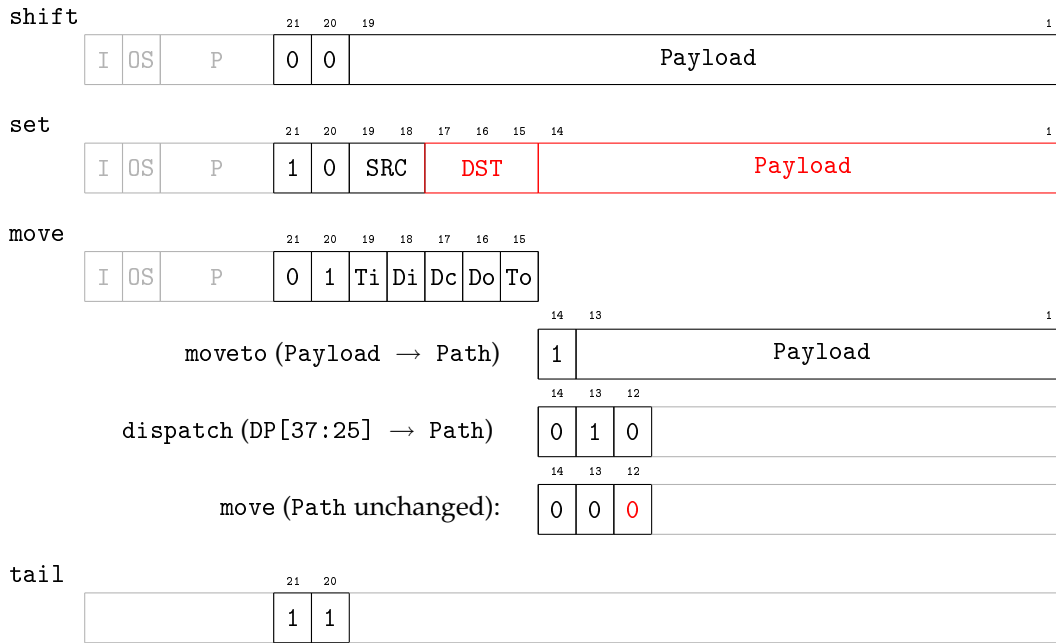 shift
21 20 19 1
I OS P 0 0 Payload
set
21 20 19 18 17 16 15 14 1
I OS P 1 0 SRC DST Payload
move
21 20 19 18 17 16 15
I OS P 0 1 Ti Di Dc Do To
14 13 1
moveto (Payload → Path) 1 Payload
14 13 12
dispatch (DP[37:25] → Path) 0 1 0
14 13 12
move (Path unchanged): 0 0 0
tail
21 20
1 1